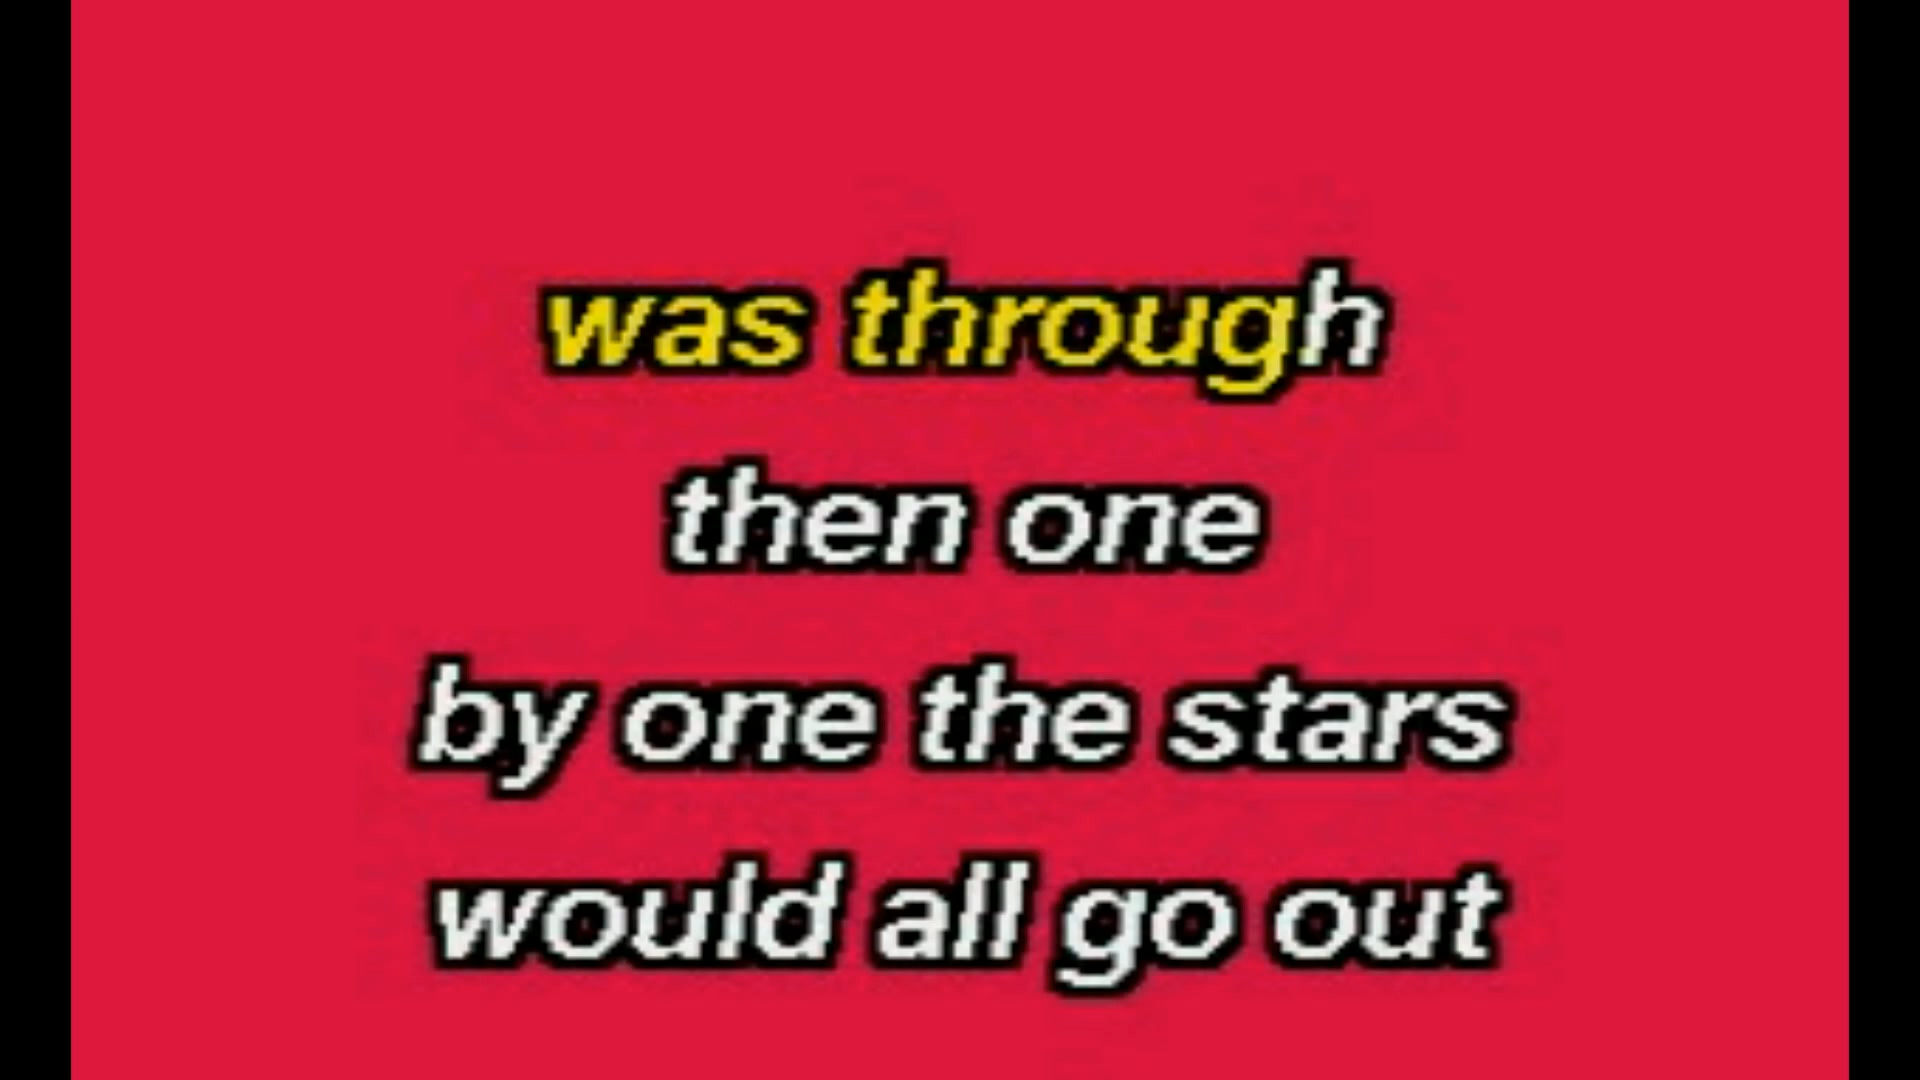 was through
then one
by one the stars
would all go out